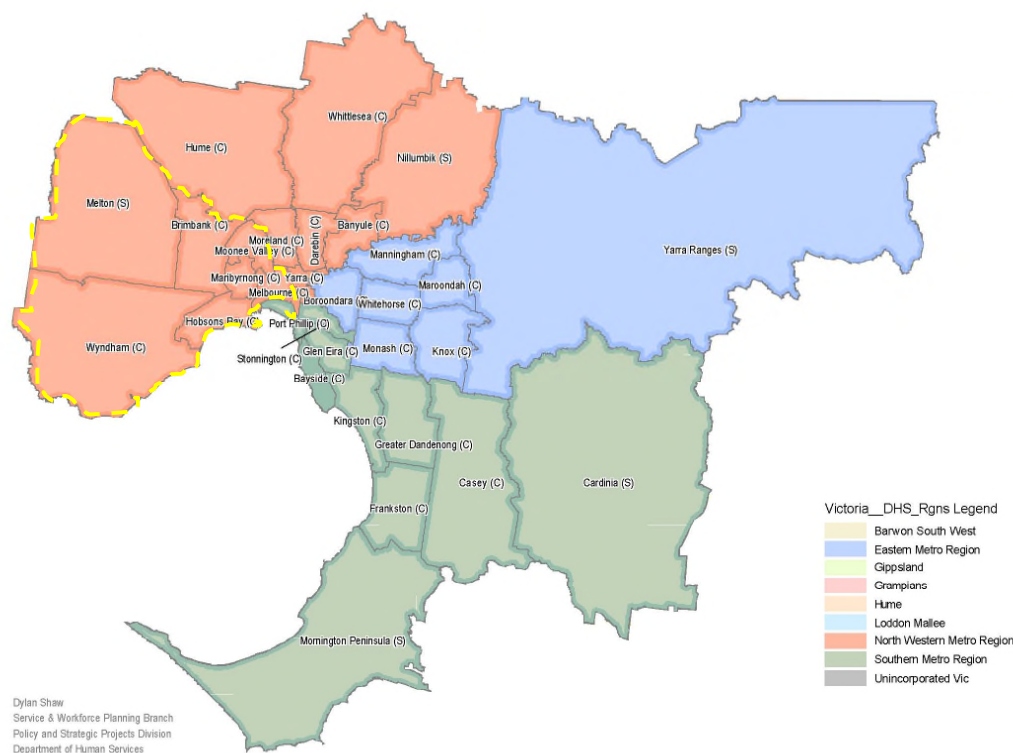 Whittlesea (C)
Hume (C)
Nillumbik (S)
Melton (S)
Brimbank (C)
Darebin (C)
Banyule (C)
Moreland (C)
Moonee Valley (C)
Manningham (C)
Yarra Ranges (S)
Maribyrnong (C)
Yarra (C)
Maroondah (C)
Melbourne (C)
Boroondara (C)
Whitehorse (C)
Hobsons Bay (C)
Port Phillip (C)
Wyndham (C)
Glen Eira (C)
Monash (C)
Knox (C)
Stonnington (C)
Bayside (C)
Kingston (C)
Greater Dandenong (C)
Casey (C)
Cardinia (S)
Frankston (C)
Mornington Peninsula (S)
Victoria__DHS_Rgns Legend
Barwon South West
Eastern Metro Region
Gippsland
Grampians
Hume
Loddon Mallee
North Western Metro Region
Southern Metro Region
Unincorporated Vic
Dylan Shaw
Service & Workforce Planning Branch
Policy and Strategic Projects Division
Department of Human Services